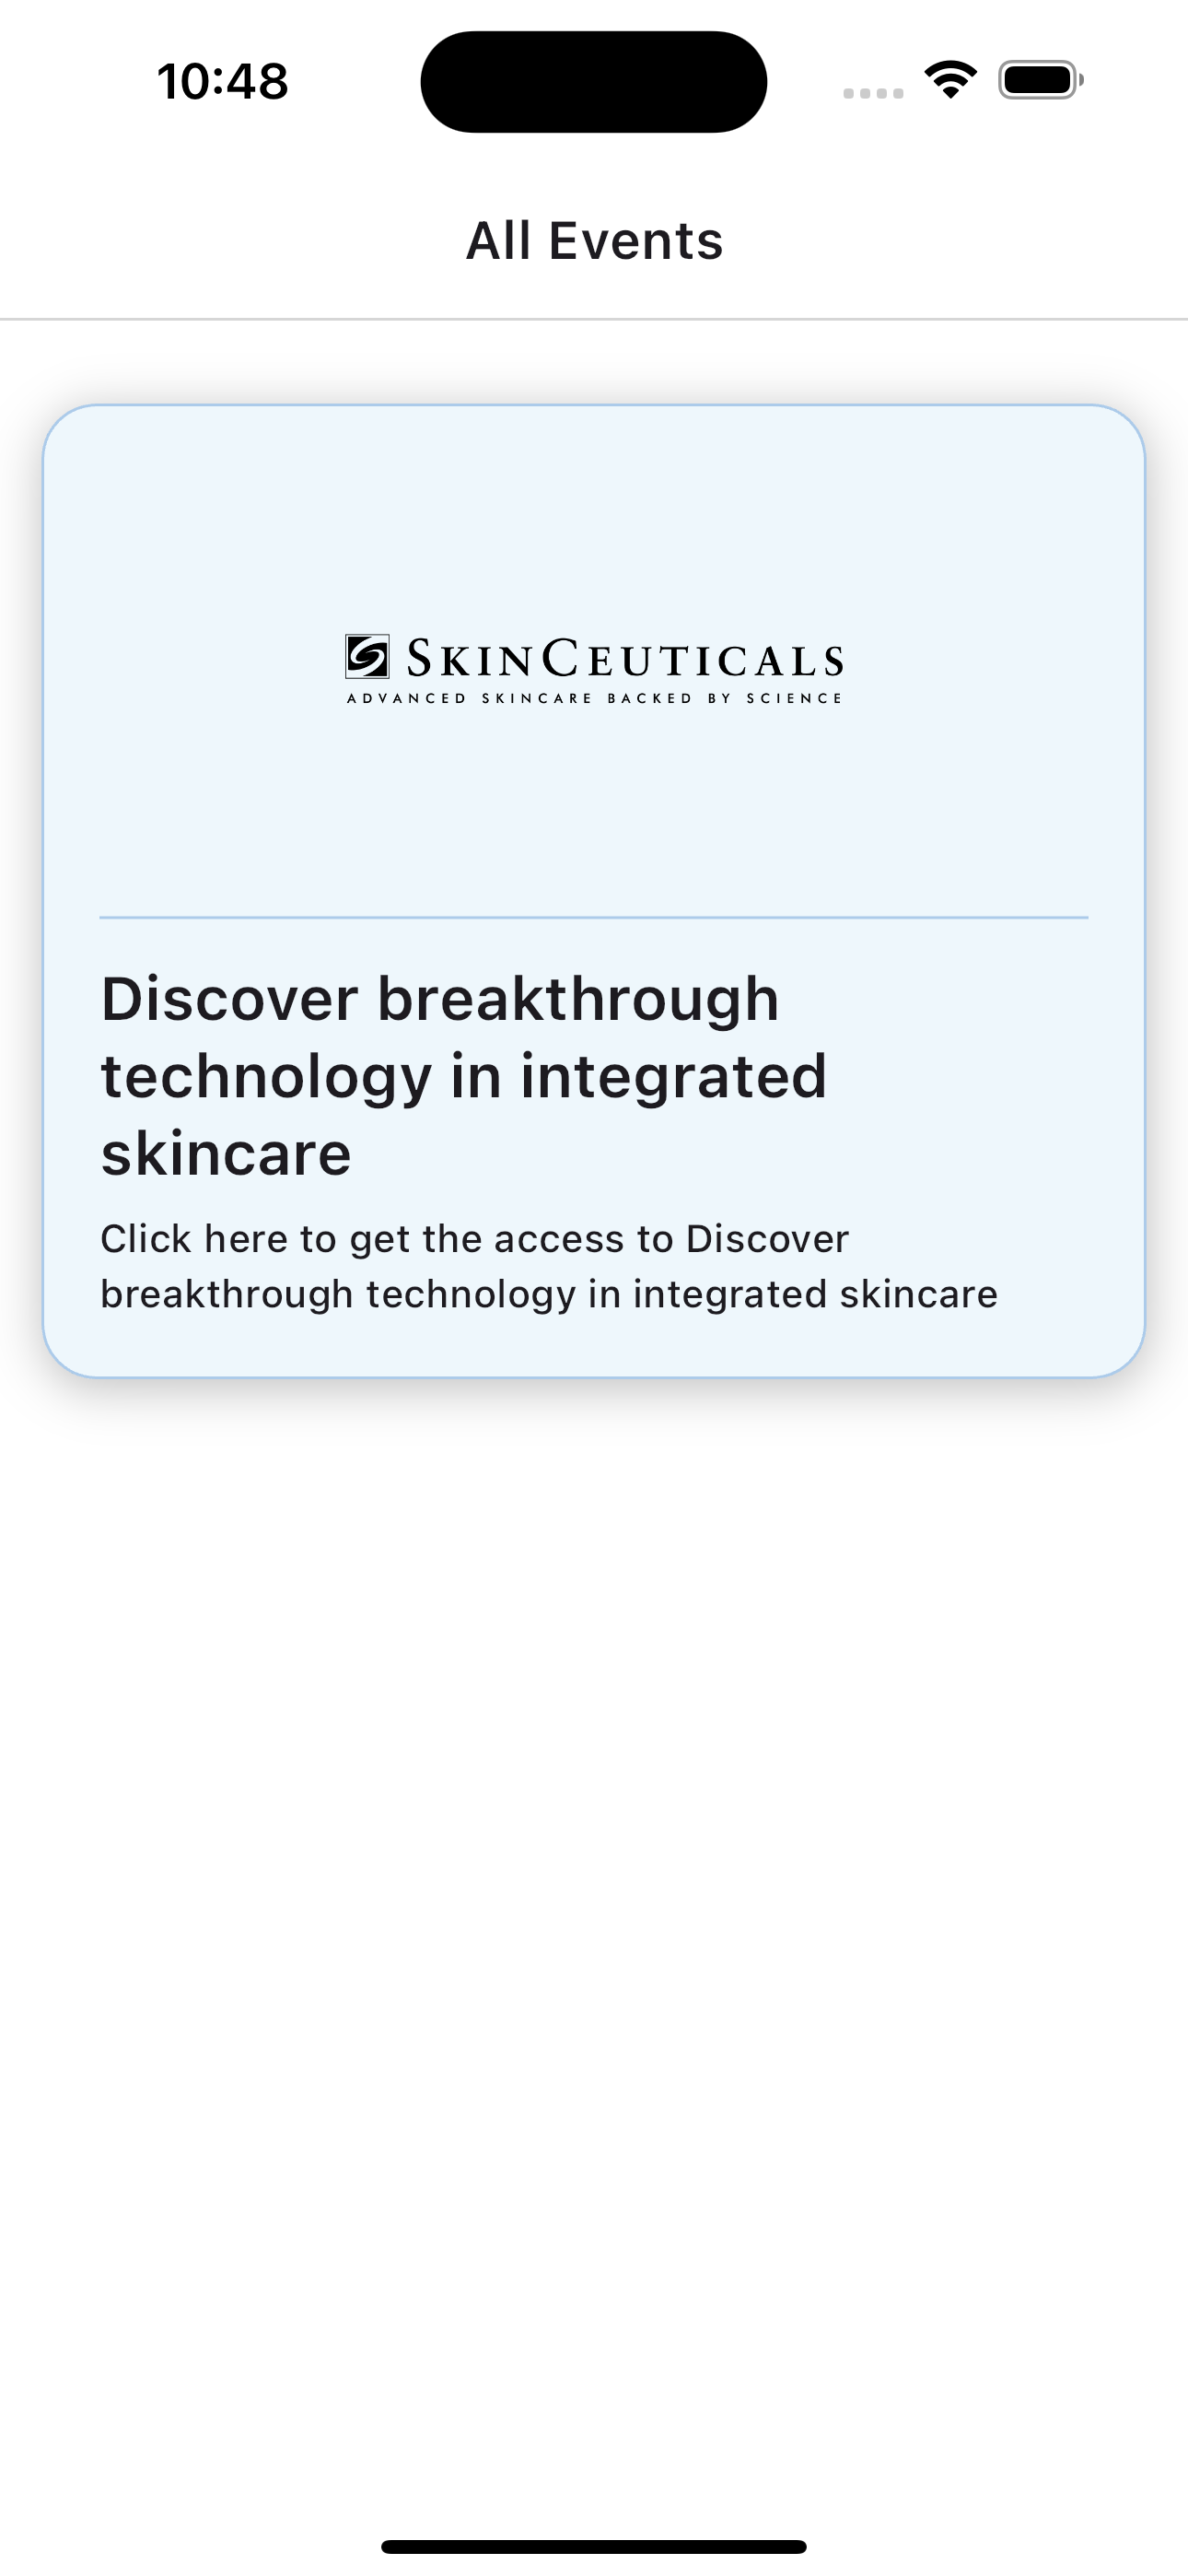 10:48
All Events
SKINCEUTICALS
ADVANCED SKINCARE BACKED BY SCIENCE
Discover breakthrough
technology in integrated
skincare
Click here to get the access to Discover
breakthrough technology in integrated skincare